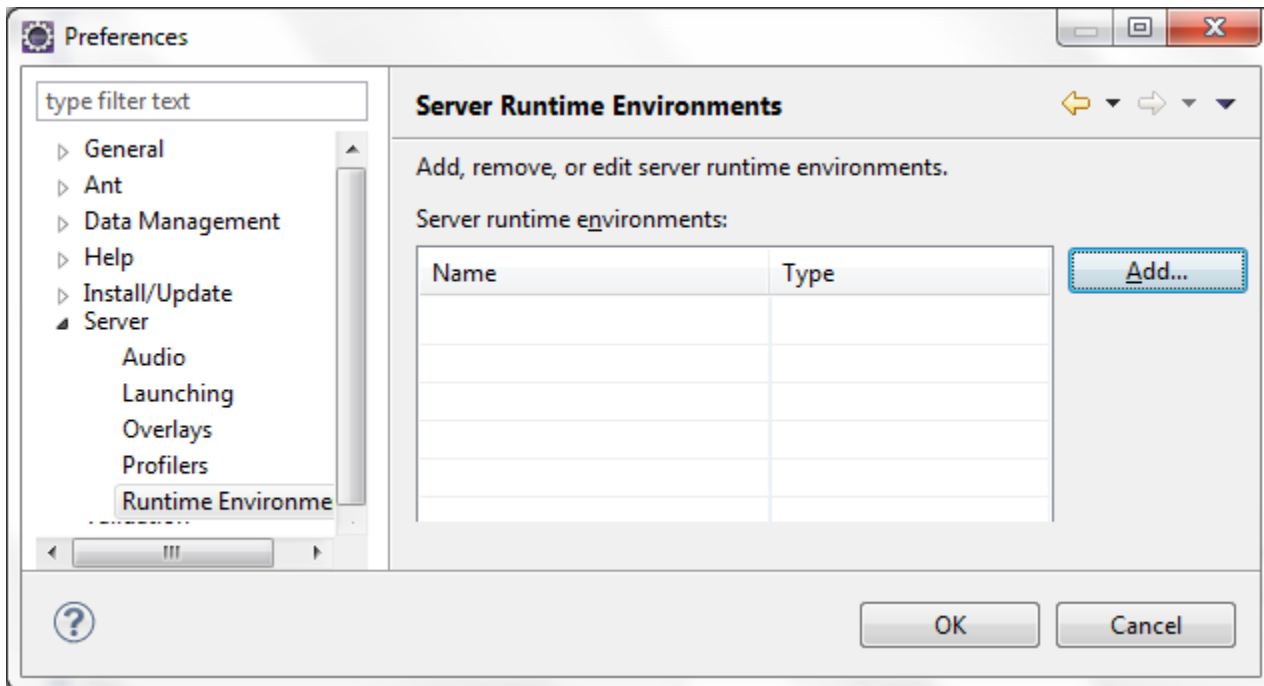 Preferences
type filter text
General
Ant
Data Management
Help
Install/Update
Server
Audio
Launching
Overlays
Profilers
Runtime Environme
Server Runtime Environments
Add, remove, or edit server runtime environments.
Server runtime environments:
Name Type
Add...
OK Cancel